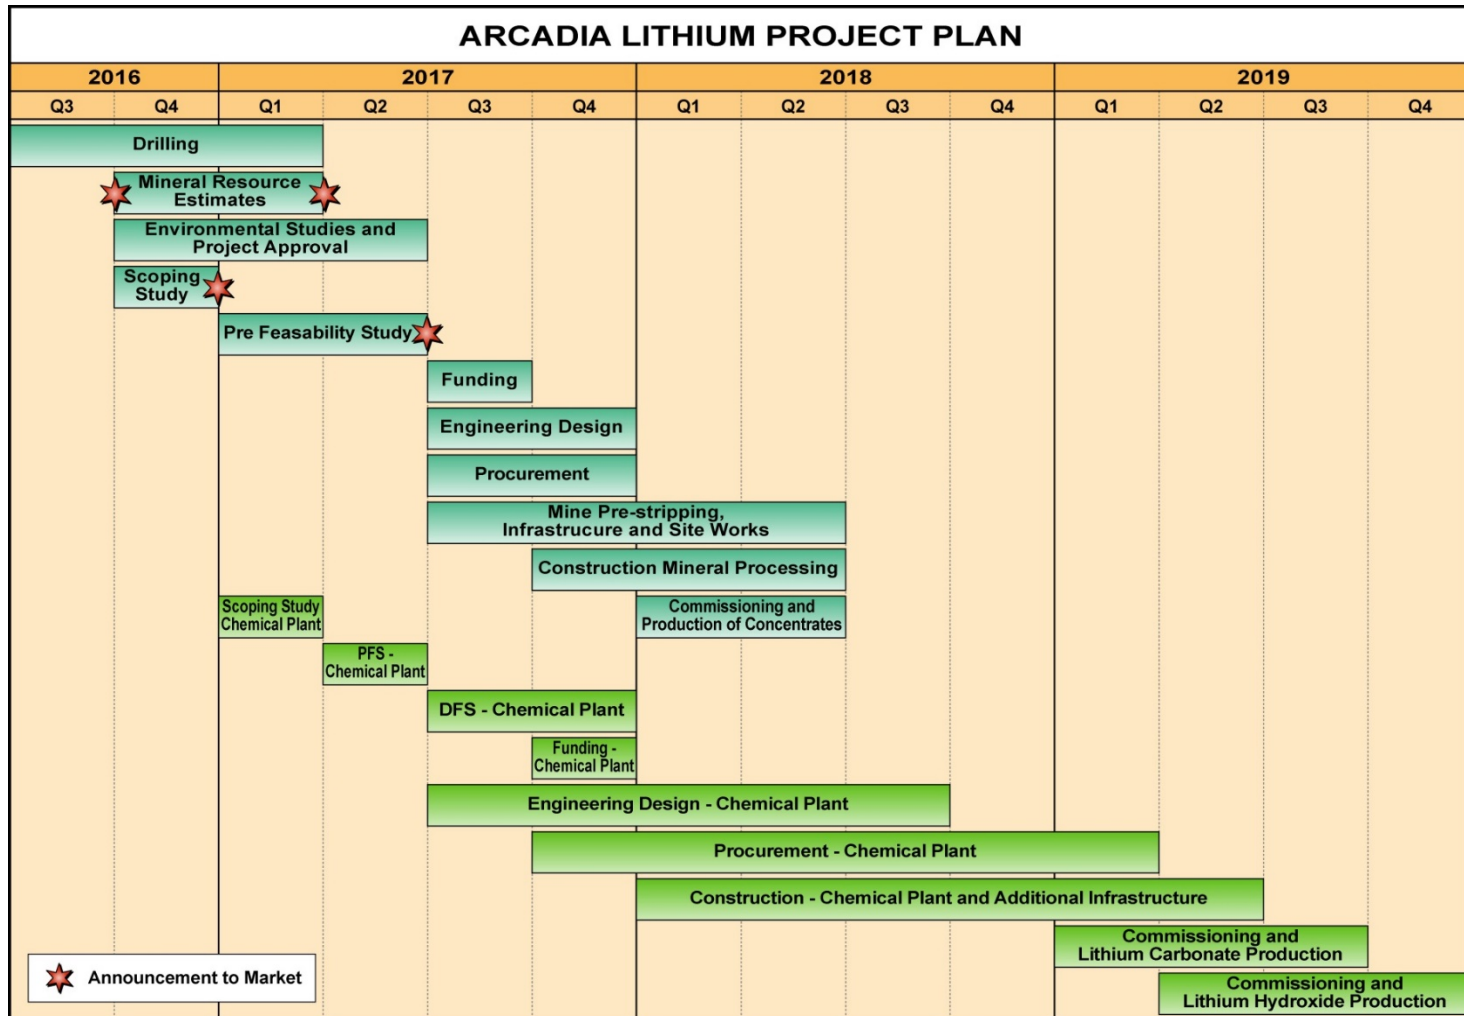 ARCADIA LITHIUM PROJECT PLAN
2016 2017 2018 2019
Q3 Q4 Q1 Q2 Q3 Q4 Q1 Q2 Q3 Q4 Q1 Q2 Q3 Q4
Drilling
Mineral Resource
Estimates
Environmental Studies and
Project Approval
Scoping
Study
Pre Feasability Study
Funding
Engineering Design
Procurement
Mine Pre-stripping,
Infrastrucure and Site Works
Construction Mineral Processing
Scoping Study
Chemical Plant
Commissioning and
Production of Concentrates
PFS -
Chemical Plant
DFS - Chemical Plant
Funding -
Chemical Plant
Engineering Design - Chemical Plant
Procurement - Chemical Plant
Construction - Chemical Plant and Additional Infrastructure
Commissioning and
Lithium Carbonate Production
Commissioning and
Lithium Hydroxide Production
Announcement to Market